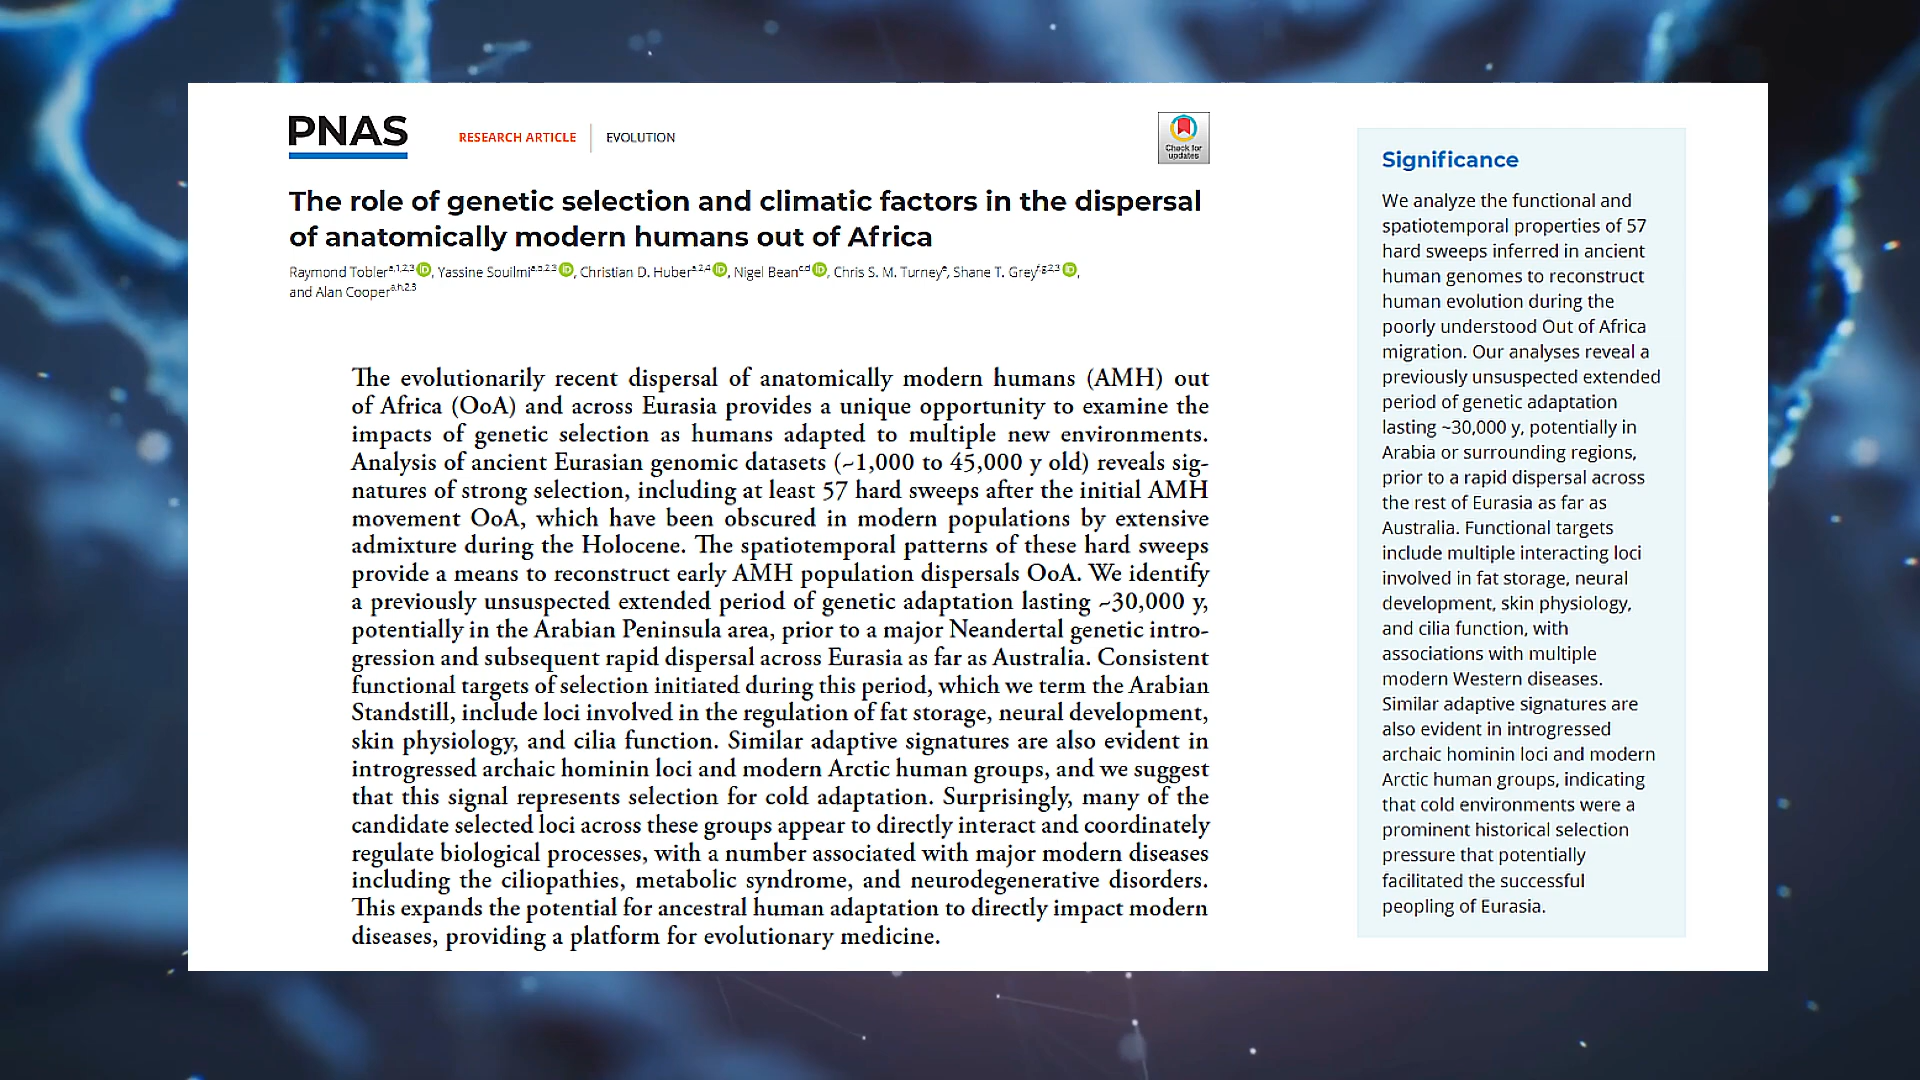 PNAS
RESEARCH ARTICLE | EVOLUTION
Check for
updates
The role of genetic selection and climatic factors in the dispersal
of anatomically modern humans out of Africa
Raymond Tobler, Yassine Souilmi, Christian D. Huber, Nigel Bean, Chris S. M. Turney, Shane T. Grey,
and Alan Cooper
The evolutionarily recent dispersal of anatomically modern humans (AMH) out
of Africa (OoA) and across Eurasia provides a unique opportunity to examine the
impacts of genetic selection as humans adapted to multiple new environments.
Analysis of ancient Eurasian genomic datasets (~1,000 to 45,000 y old) reveals sig-
natures of strong selection, including at least 57 hard sweeps after the initial AMH
movement OoA, which have been obscured in modern populations by extensive
admixture during the Holocene. The spatiotemporal patterns of these hard sweeps
provide a means to reconstruct early AMH population dispersals OoA. We identify
a previously unsuspected extended period of genetic adaptation lasting ~30,000 y,
potentially in the Arabian Peninsula area, prior to a major Neandertal genetic intro-
gression and subsequent rapid dispersal across Eurasia as far as Australia. Consistent
functional targets of selection initiated during this period, which we term the Arabian
Standstill, include loci involved in the regulation of fat storage, neural development,
skin physiology, and cilia function. Similar adaptive signatures are also evident in
introgressed archaic hominin loci and modern Arctic human groups, and we suggest
that this signal represents selection for cold adaptation. Surprisingly, many of the
candidate selected loci across these groups appear to directly interact and coordinately
regulate biological processes, with a number associated with major modern diseases
including the ciliopathies, metabolic syndrome, and neurodegenerative disorders.
This expands the potential for ancestral human adaptation to directly impact modern
diseases, providing a platform for evolutionary medicine.
Significance
We analyze the functional and
spatiotemporal properties of 57
hard sweeps inferred in ancient
human genomes to reconstruct
human evolution during the
poorly understood Out of Africa
migration. Our analyses reveal a
previously unsuspected extended
period of genetic adaptation
lasting ~30,000 y, potentially in
Arabia or surrounding regions,
prior to a rapid dispersal across
the rest of Eurasia as far as
Australia. Functional targets
include multiple interacting loci
involved in fat storage, neural
development, skin physiology,
and cilia function, with
associations with multiple
modern Western diseases.
Similar adaptive signatures are
also evident in introgressed
archaic hominin loci and modern
Arctic human groups, indicating
that cold environments were a
prominent historical selection
pressure that potentially
facilitated the successful
peopling of Eurasia.